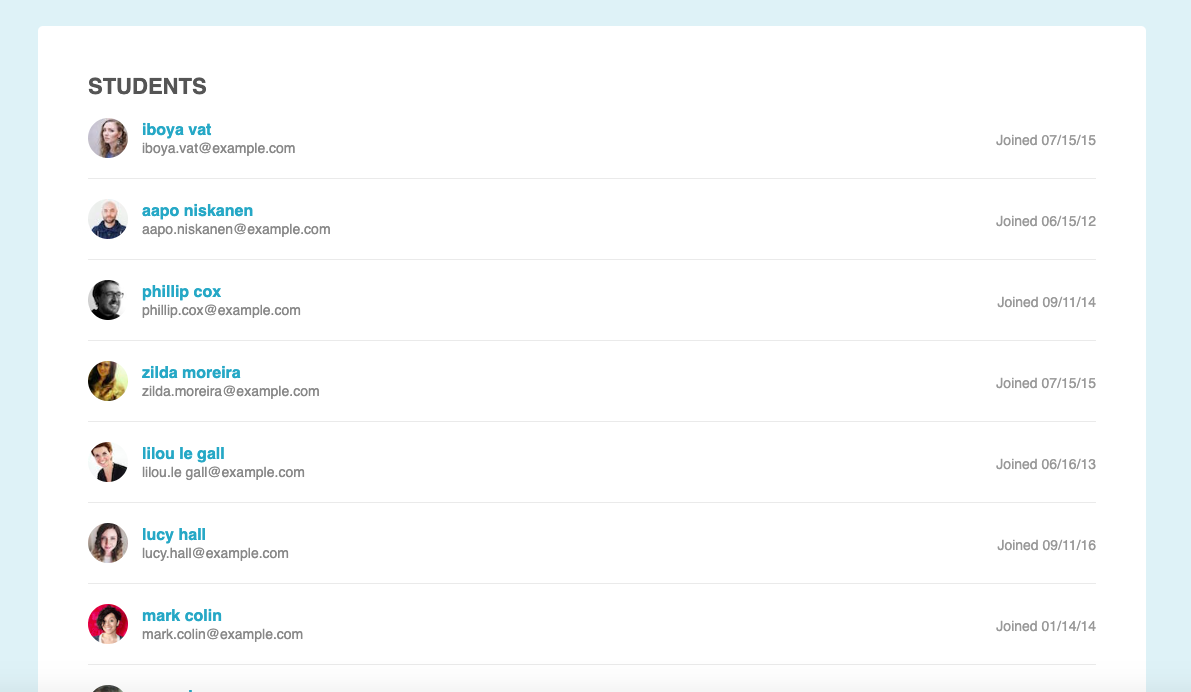 STUDENTS
iboya vat
iboya.vat@example.com
Joined 07/15/15
aapo niskanen
aapo.niskanen@example.com
Joined 06/15/12
phillip cox
phillip.cox@example.com
Joined 09/11/14
zilda moreira
zilda.moreira@example.com
Joined 07/15/15
lilou le gall
lilou.le gall@example.com
Joined 06/16/13
lucy hall
lucy.hall@example.com
Joined 09/11/16
mark colin
mark.colin@example.com
Joined 01/14/14